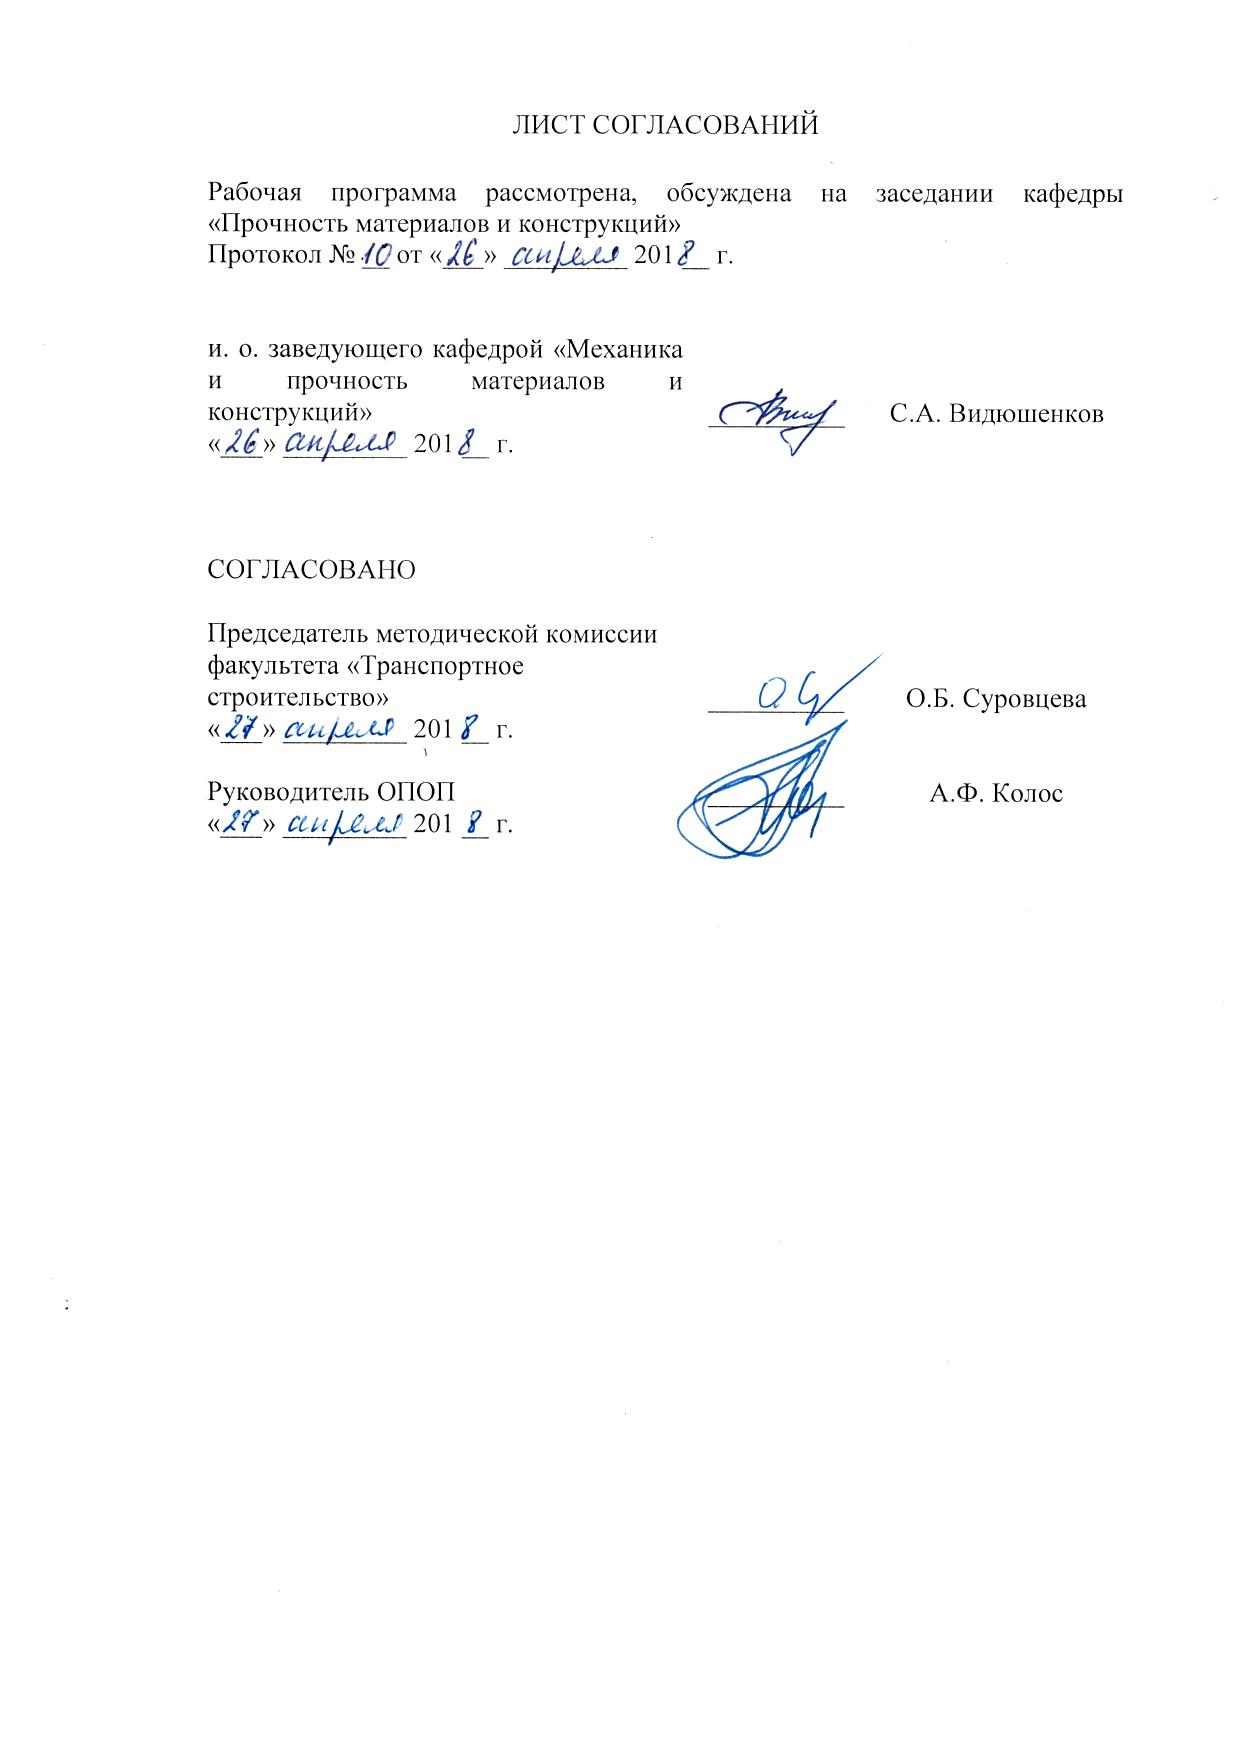 ЛИСТ СОГЛАСОВАНИЙ
Рабочая программа рассмотрена, обсуждена на заседании кафедры
«Прочность материалов и конструкций»
Протокол № 10 от «26» апреля 2018 г.
и. о. заведующего кафедрой «Механика
и прочность материалов и
конструкций» С.А. Видюшенков
«26» апреля 2018 г.
СОГЛАСОВАНО
Председатель методической комиссии
факультета «Транспортное
строительство» О.Б. Суровцева
«27» апреля 2018 г.
Руководитель ОПОП А.Ф. Колос
«27» апреля 2018 г.